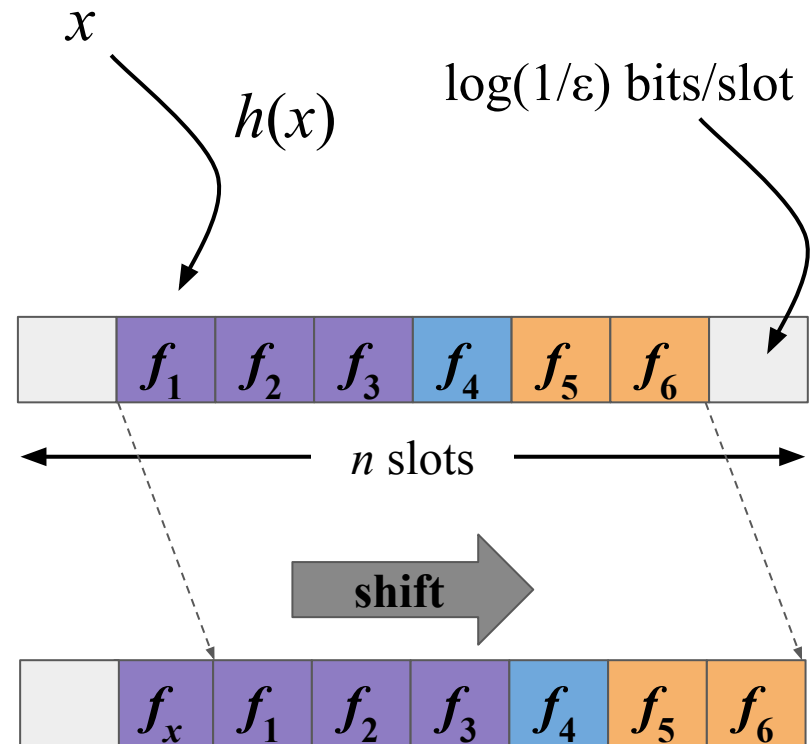 x
h(x)
log(1/ε) bits/slot
f₁ f₂ f₃ f₄ f₅ f₆
n slots
shift
fₓ f₁ f₂ f₃ f₄ f₅ f₆